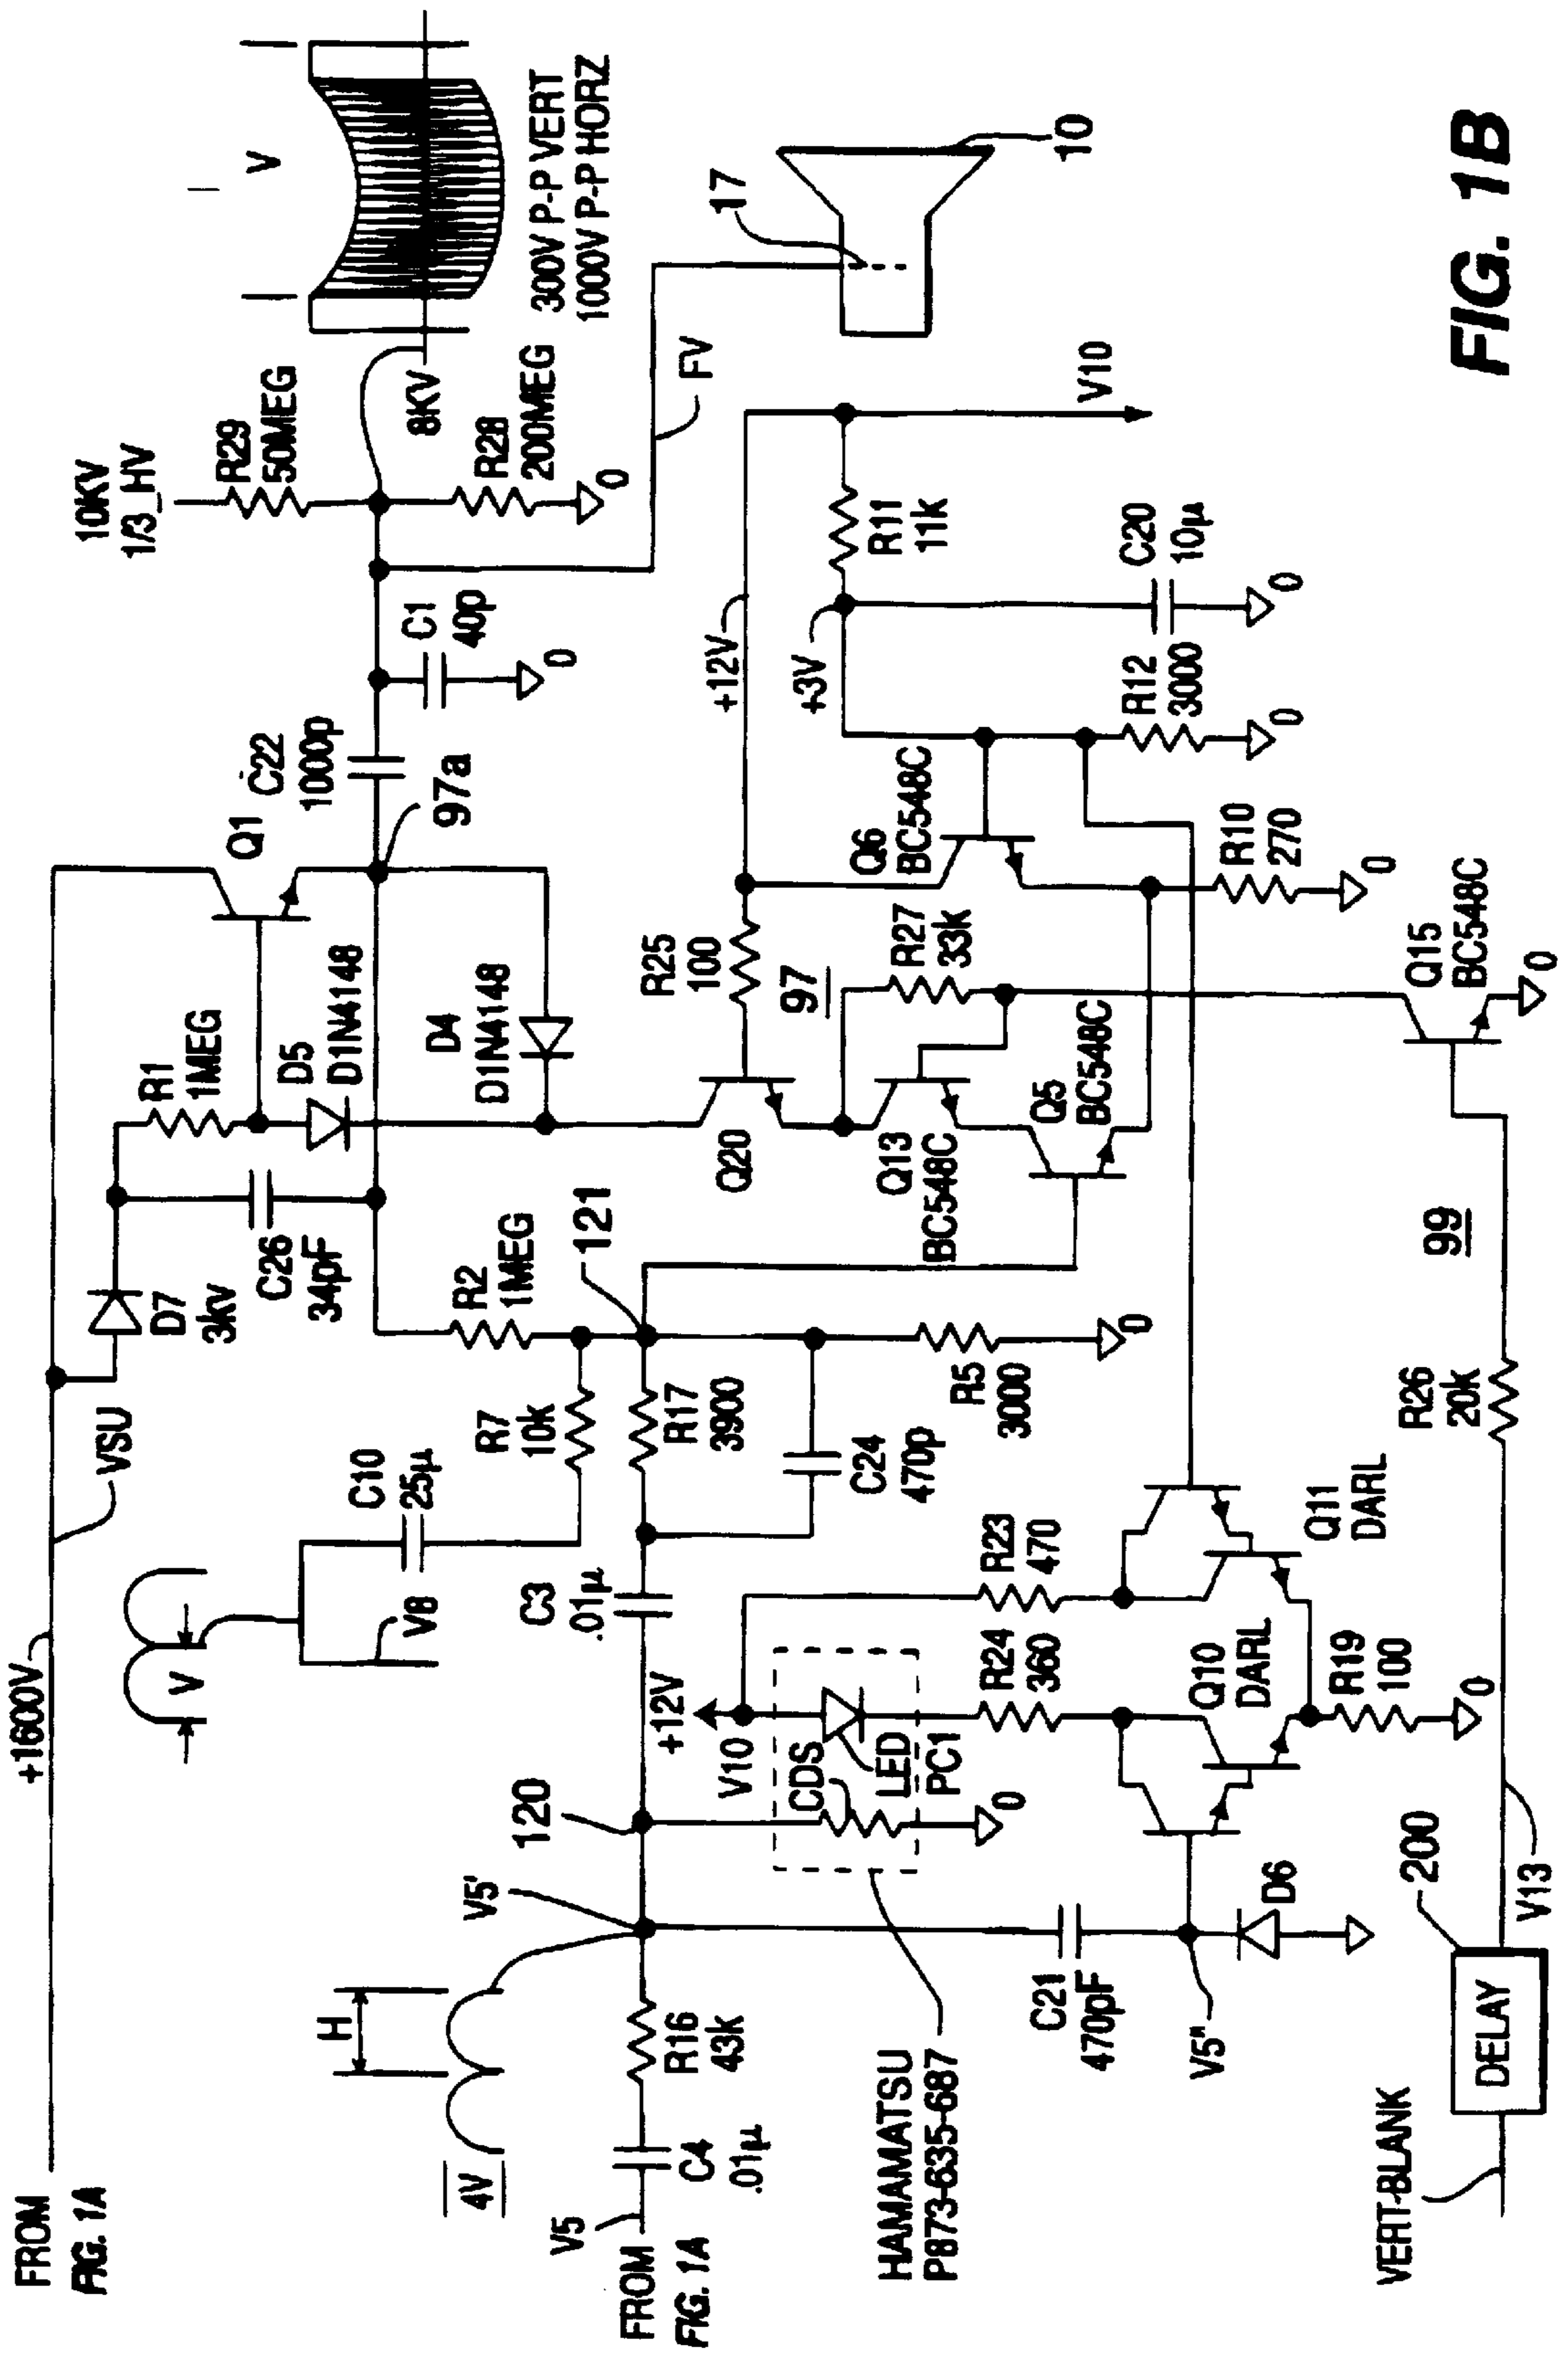 FROM
FIG. 1A
+1600V
VSU
D7
3kV
C26
34pF
R1
1MEG
D5
D1N4148
Q1
C22
1000p
97a
C1
40p
10KV
1/3_HV
R29
50MEG
8KV
R28
200MEG
0
V
300V P-P VERT
1000V P-P HORZ
0
FV
17
10
V
V8
C10
25µ
R7
10k
R2
1MEG
121
D4
D1N4148
R25
100
+12V
Q20
97
R27
33k
Q13
BC548C
Q5
BC548C
Q6
BC548C
+3V
R11
11k
V10
C20
10µ
0
R12
3000
0
R10
270
0
Q15
BC548C
0
H
4V
V5
FROM
FIG. 1A
C4
.01µ
R16
43k
V5'
120
C3
.01µ
R17
3900
C24
470p
R5
3000
0
+12V
V10
CDS
LED
PC1
0
HAMAMATSU
P873-635-687
R24
360
R23
470
Q10
DARL
Q11
DARL
R19
100
0
C21
470pF
V5"
D6
VERT-BLANK
DELAY
200
V13
R26
20k
99
FIG. 1B